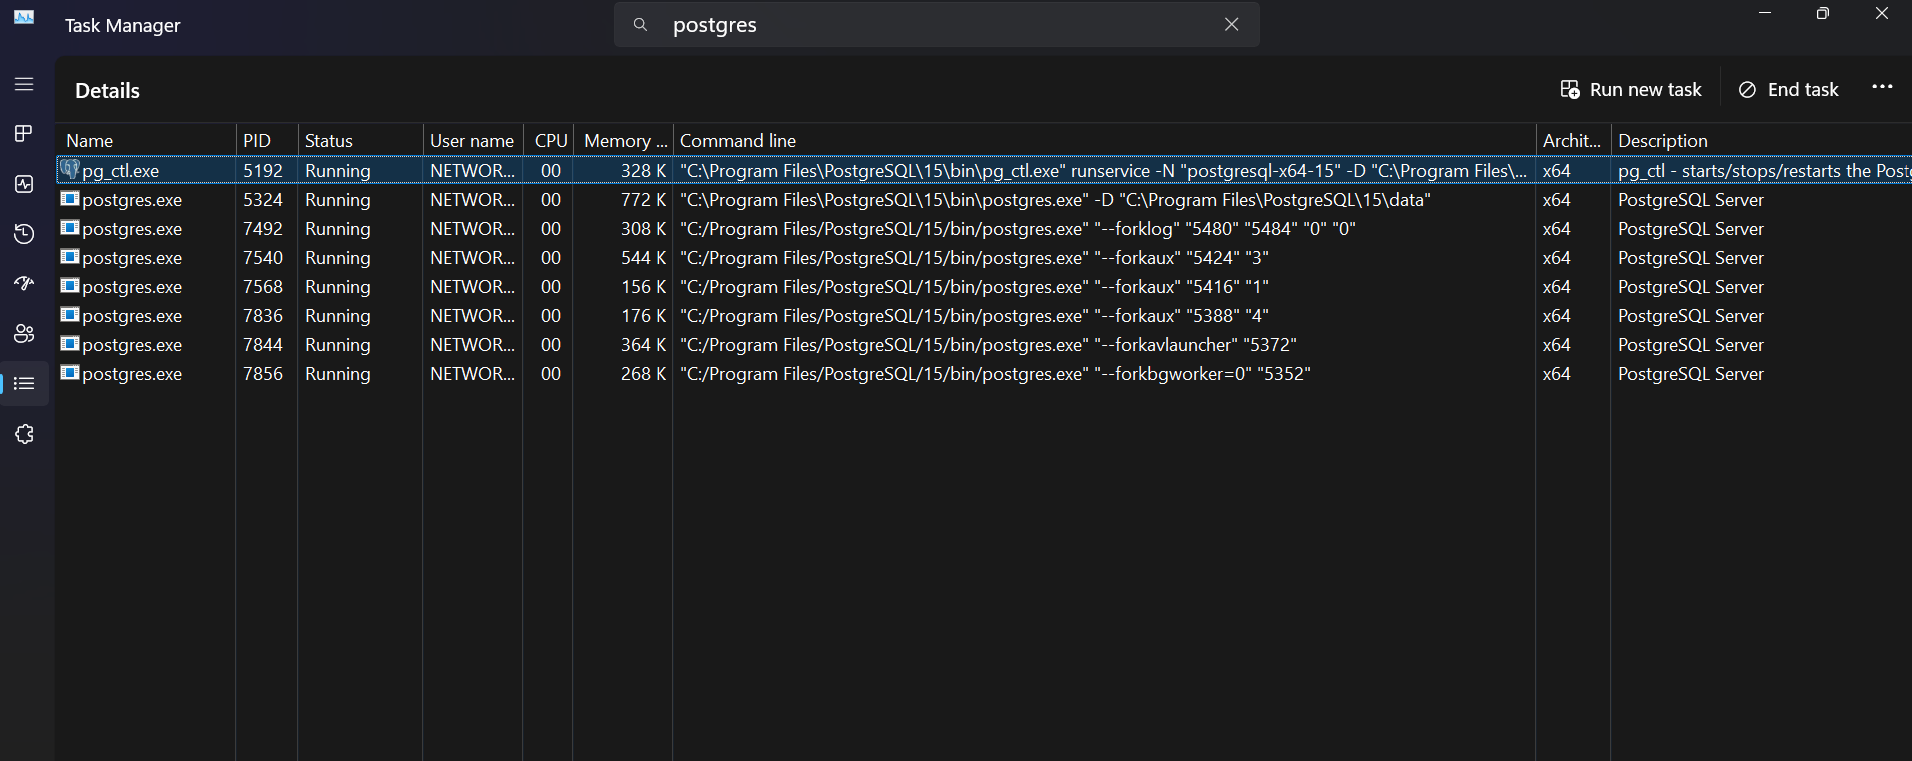 Task Manager
postgres
Details
Run new task
End task
Name PID Status User name CPU Memory ... Command line Archit... Description
pg_ctl.exe 5192 Running NETWOR... 00 328 K "C:\Program Files\PostgreSQL\15\bin\pg_ctl.exe" runservice -N "postgresql-x64-15" -D "C:\Program Files\... x64 pg_ctl - starts/stops/restarts the Post
postgres.exe 5324 Running NETWOR... 00 772 K "C:\Program Files\PostgreSQL\15\bin\postgres.exe" -D "C:\Program Files\PostgreSQL\15\data" x64 PostgreSQL Server
postgres.exe 7492 Running NETWOR... 00 308 K "C:/Program Files/PostgreSQL/15/bin/postgres.exe" "--forklog" "5480" "5484" "0" "0" x64 PostgreSQL Server
postgres.exe 7540 Running NETWOR... 00 544 K "C:/Program Files/PostgreSQL/15/bin/postgres.exe" "--forkaux" "5424" "3" x64 PostgreSQL Server
postgres.exe 7568 Running NETWOR... 00 156 K "C:/Program Files/PostgreSQL/15/bin/postgres.exe" "--forkaux" "5416" "1" x64 PostgreSQL Server
postgres.exe 7836 Running NETWOR... 00 176 K "C:/Program Files/PostgreSQL/15/bin/postgres.exe" "--forkaux" "5388" "4" x64 PostgreSQL Server
postgres.exe 7844 Running NETWOR... 00 364 K "C:/Program Files/PostgreSQL/15/bin/postgres.exe" "--forkavlauncher" "5372" x64 PostgreSQL Server
postgres.exe 7856 Running NETWOR... 00 268 K "C:/Program Files/PostgreSQL/15/bin/postgres.exe" "--forkbgworker=0" "5352" x64 PostgreSQL Server